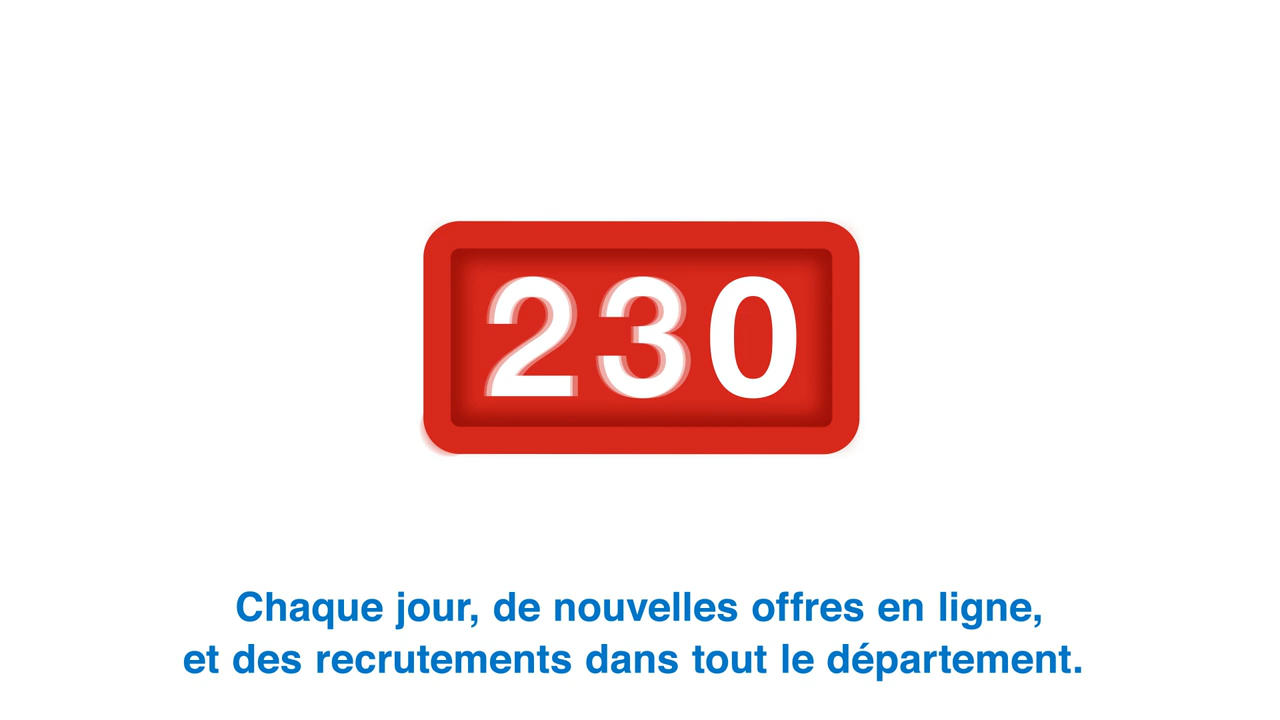 230
Chaque jour, de nouvelles offres en ligne,
et des recrutements dans tout le département.